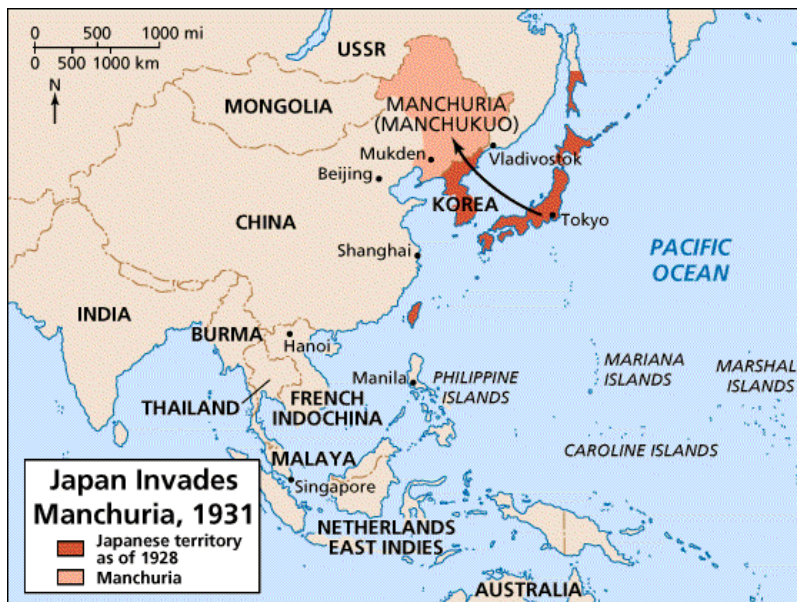 0 500 1000 mi
0 500 1000 km
N
USSR
MONGOLIA
MANCHURIA
(MANCHUKUO)
Mukden
Vladivostok
Beijing
KOREA
Tokyo
CHINA
Shanghai
PACIFIC
OCEAN
INDIA
BURMA
Hanoi
Manila
PHILIPPINE
ISLANDS
MARIANA
ISLANDS
MARSHAL
ISLANDS
THAILAND
FRENCH
INDOCHINA
CAROLINE ISLANDS
MALAYA
Singapore
NETHERLANDS
EAST INDIES
AUSTRALIA
Japan Invades
Manchuria, 1931
Japanese territory
as of 1928
Manchuria